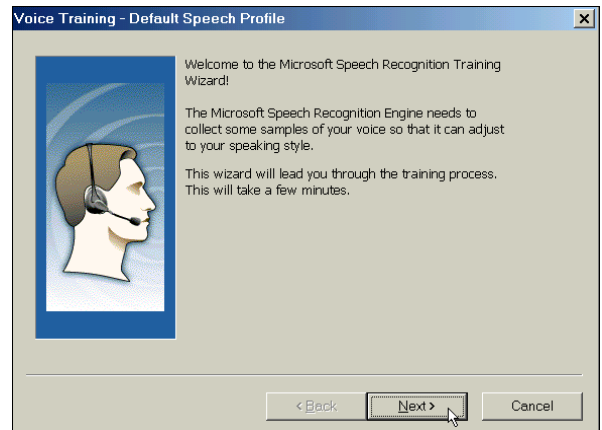 Voice Training - Default Speech Profile
Welcome to the Microsoft Speech Recognition Training
Wizard!
The Microsoft Speech Recognition Engine needs to
collect some samples of your voice so that it can adjust
to your speaking style.
This wizard will lead you through the training process.
This will take a few minutes.
< Back
Next >
Cancel